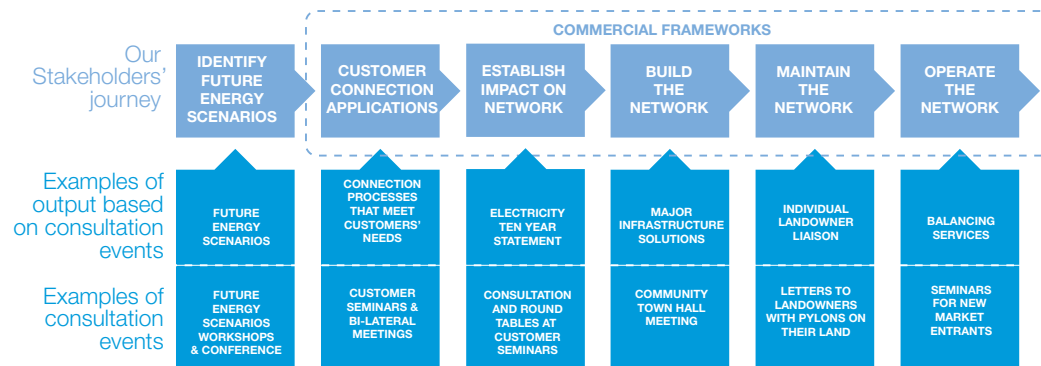 COMMERCIAL FRAMEWORKS
Our
Stakeholders'
journey
IDENTIFY
FUTURE
ENERGY
SCENARIOS
CUSTOMER
CONNECTION
APPLICATIONS
ESTABLISH
IMPACT ON
NETWORK
BUILD
THE
NETWORK
MAINTAIN
THE
NETWORK
OPERATE
THE
NETWORK
Examples of
output based
on consultation
events
FUTURE
ENERGY
SCENARIOS
CONNECTION
PROCESSES
THAT MEET
CUSTOMERS'
NEEDS
ELECTRICITY
TEN YEAR
STATEMENT
MAJOR
INFRASTRUCTURE
SOLUTIONS
INDIVIDUAL
LANDOWNER
LIAISON
BALANCING
SERVICES
Examples of
consultation
events
FUTURE
ENERGY
SCENARIOS
WORKSHOPS
& CONFERENCE
CUSTOMER
SEMINARS &
BI-LATERAL
MEETINGS
CONSULTATION
AND ROUND
TABLES AT
CUSTOMER
SEMINARS
COMMUNITY
TOWN HALL
MEETING
LETTERS TO
LANDOWNERS
WITH PYLONS ON
THEIR LAND
SEMINARS
FOR NEW
MARKET
ENTRANTS